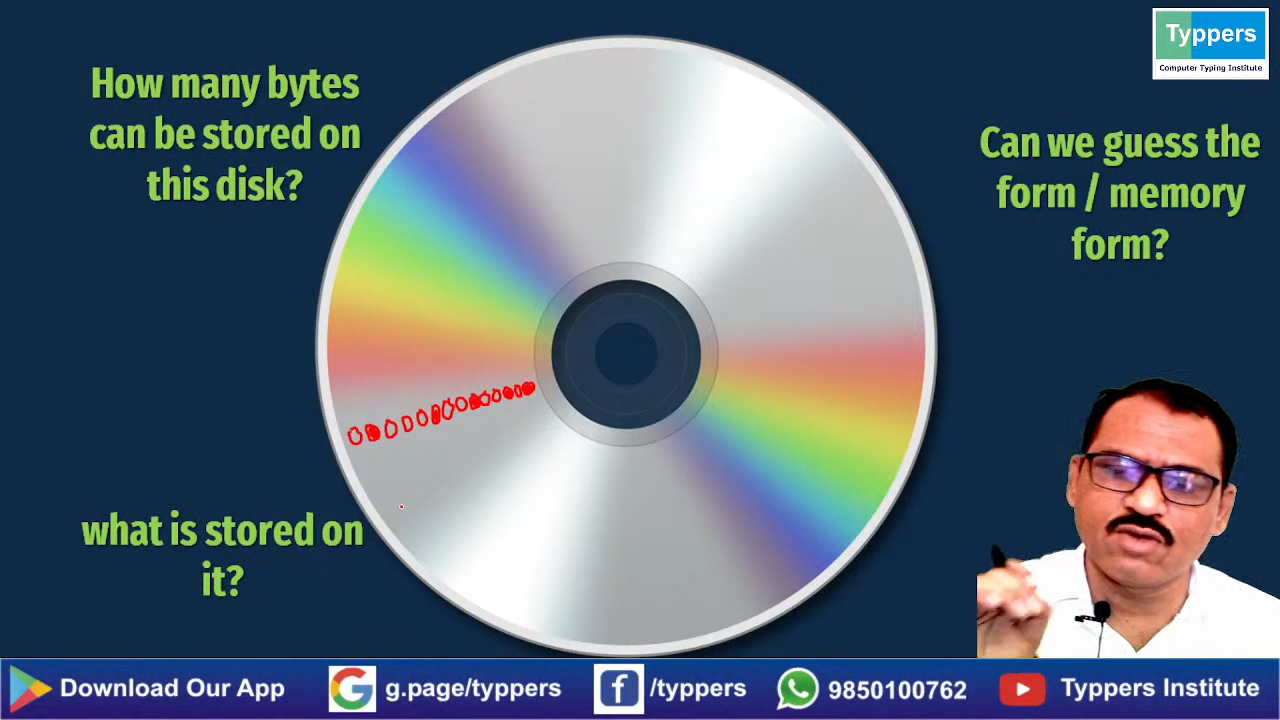 How many bytes
can be stored on
this disk?
Typpers
Computer Typing Institute
Can we guess the
form / memory
form?
what is stored on
it?
Download Our App
g.page/typpers
/typpers
9850100762
Typpers Institute